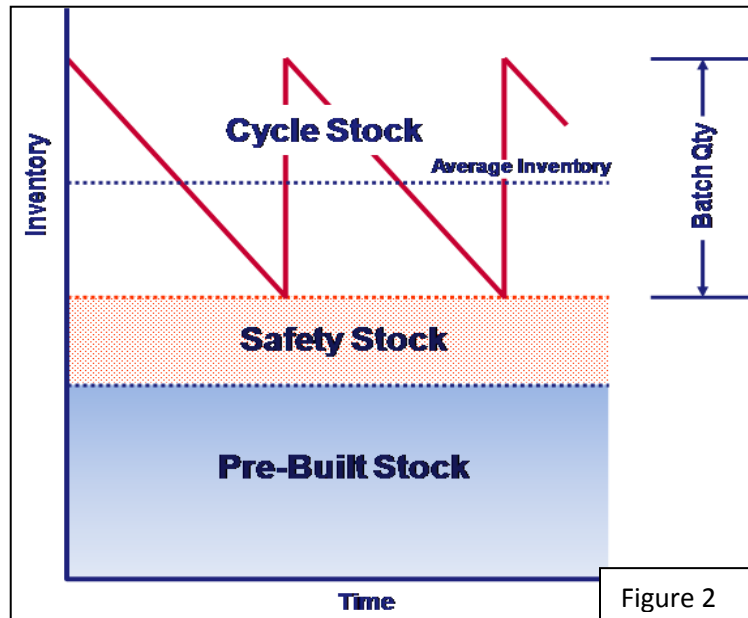 Cycle Stock
Average Inventory
Inventory
Batch Qty
Safety Stock
Pre-Built Stock
Time
Figure 2